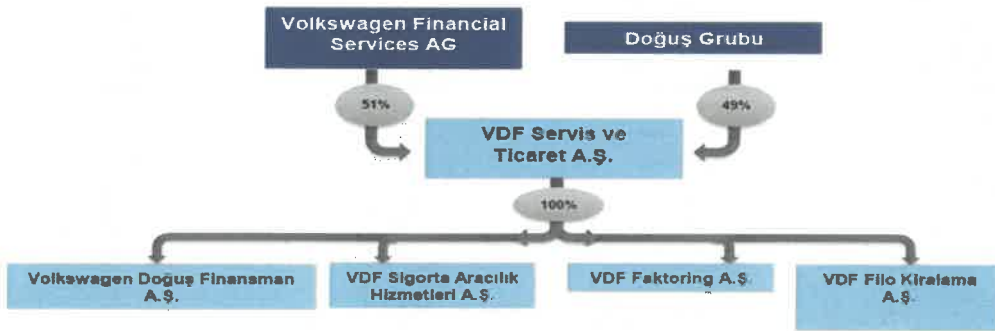 Volkswagen Financial
Services AG
Doğuş Grubu
51%
49%
VDF Servis ve
Ticaret A.Ş.
100%
Volkswagen Doğuş Finansman
A.Ş.
VDF Sigorta Aracılık
Hizmetleri A.Ş.
VDF Faktoring A.Ş.
VDF Filo Kiralama
A.Ş.